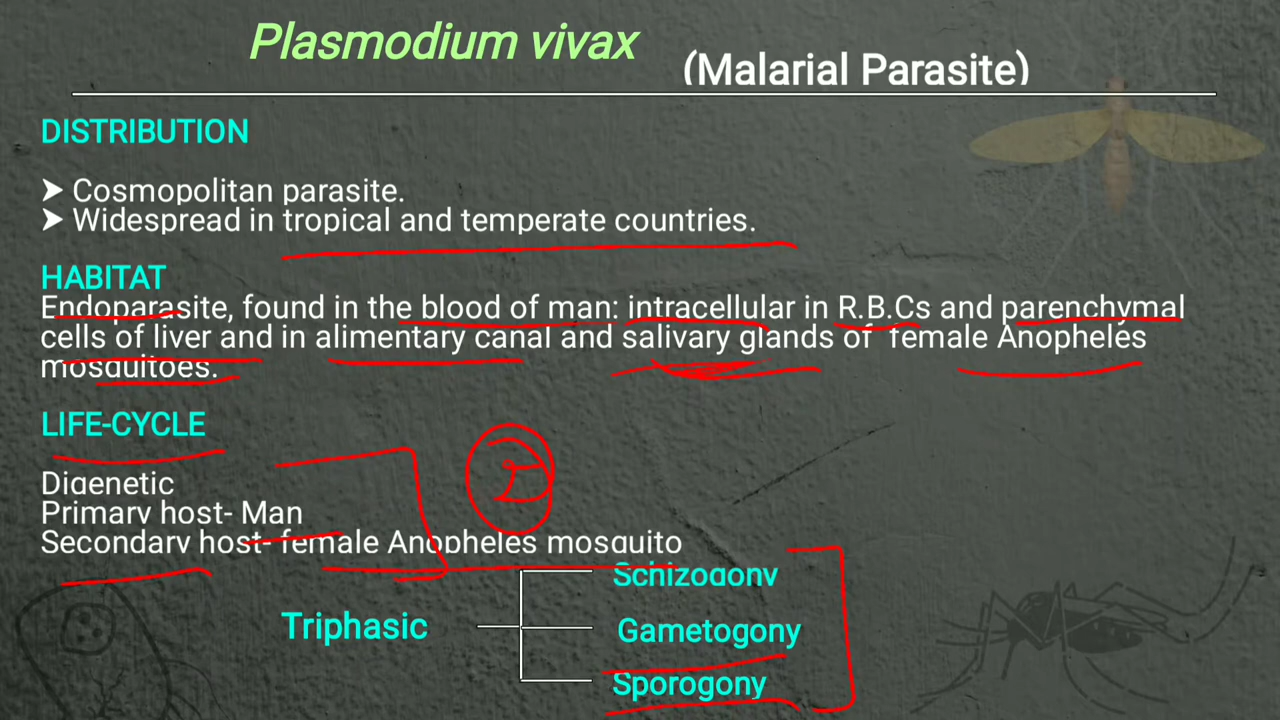 Plasmodium vivax
(Malarial Parasite)
DISTRIBUTION
➤ Cosmopolitan parasite.
➤ Widespread in tropical and temperate countries.
HABITAT
Endoparasite, found in the blood of man: intracellular in R.B.Cs and parenchymal
cells of liver and in alimentary canal and salivary glands of female Anopheles
mosquitoes.
LIFE-CYCLE
2
Digenetic
Primary host- Man
Secondary host- female Anopheles mosquito
Schizogony
Triphasic
Gametogony
Sporogony